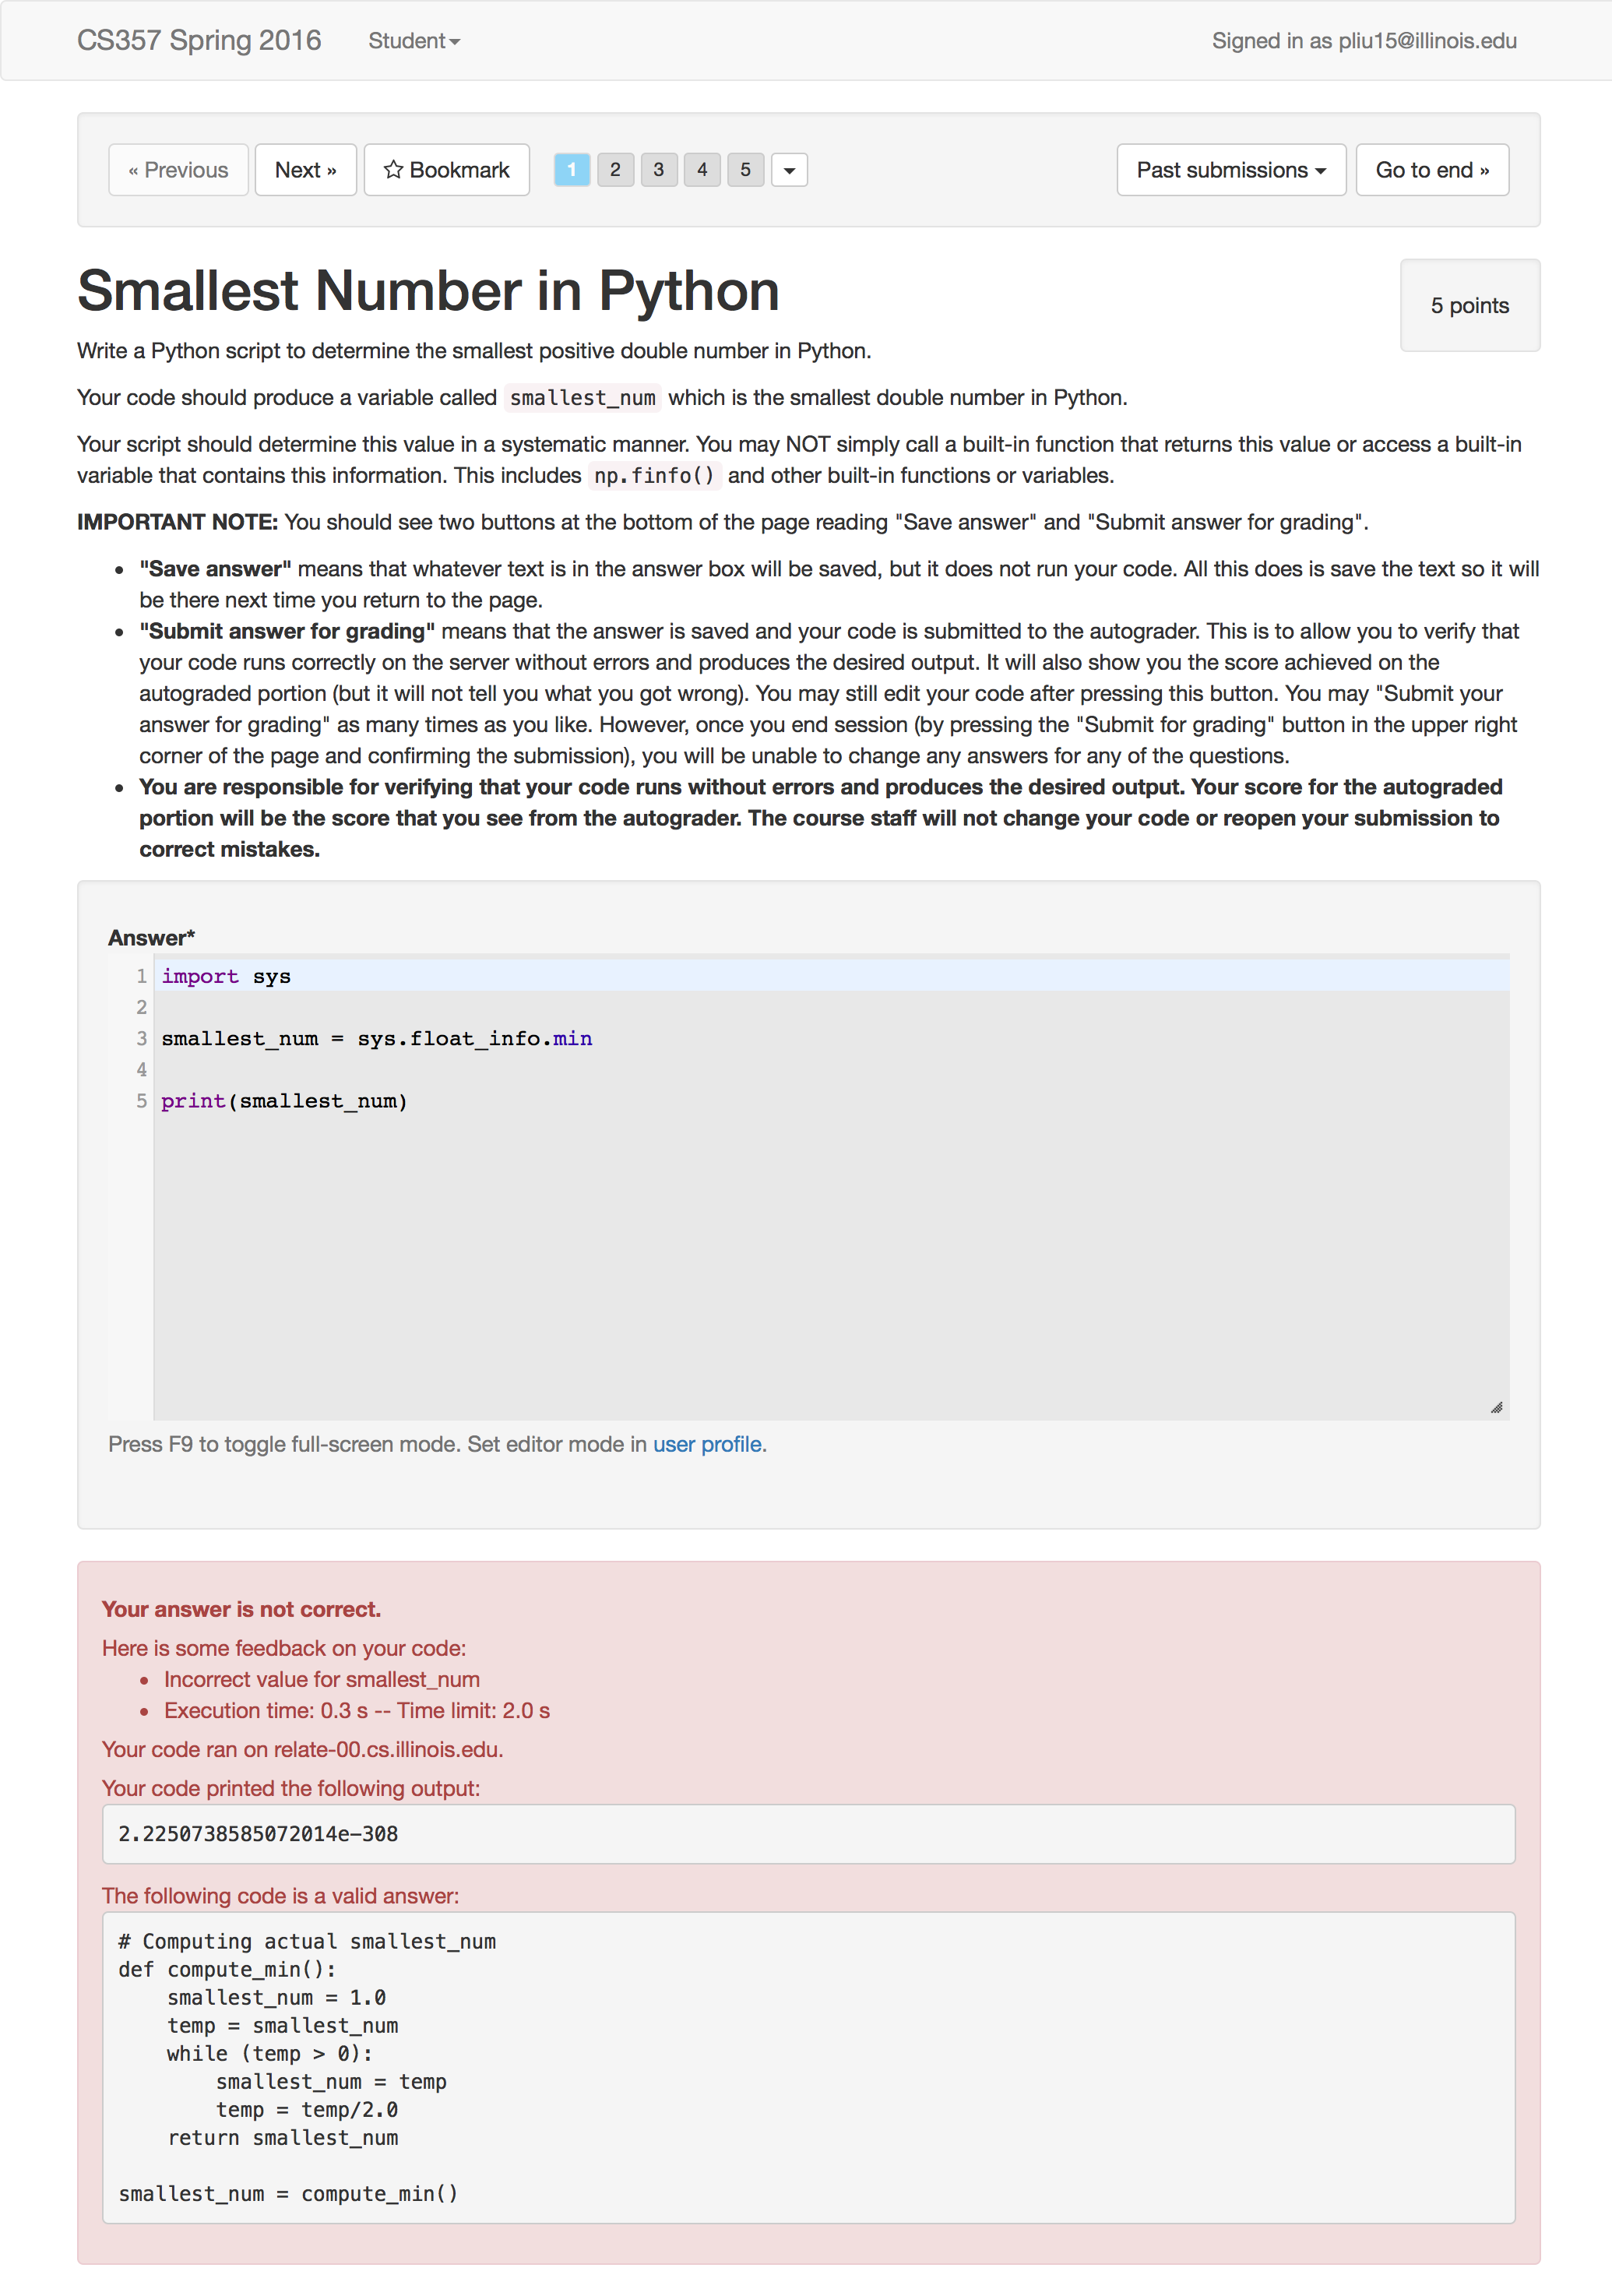 CS357 Spring 2016 Student Signed in as pliu15@illinois.edu
« Previous Next » Bookmark 1 2 3 4 5 Past submissions Go to end »
Smallest Number in Python
5 points
Write a Python script to determine the smallest positive double number in Python.
Your code should produce a variable called smallest_num which is the smallest double number in Python.
Your script should determine this value in a systematic manner. You may NOT simply call a built-in function that returns this value or access a built-in
variable that contains this information. This includes np.finfo() and other built-in functions or variables.
IMPORTANT NOTE: You should see two buttons at the bottom of the page reading "Save answer" and "Submit answer for grading".
• "Save answer" means that whatever text is in the answer box will be saved, but it does not run your code. All this does is save the text so it will
be there next time you return to the page.
• "Submit answer for grading" means that the answer is saved and your code is submitted to the autograder. This is to allow you to verify that
your code runs correctly on the server without errors and produces the desired output. It will also show you the score achieved on the
autograded portion (but it will not tell you what you got wrong). You may still edit your code after pressing this button. You may "Submit your
answer for grading" as many times as you like. However, once you end session (by pressing the "Submit for grading" button in the upper right
corner of the page and confirming the submission), you will be unable to change any answers for any of the questions.
• You are responsible for verifying that your code runs without errors and produces the desired output. Your score for the autograded
portion will be the score that you see from the autograder. The course staff will not change your code or reopen your submission to
correct mistakes.
Answer*
1 import sys
2
3 smallest_num = sys.float_info.min
4
5 print(smallest_num)
Press F9 to toggle full-screen mode. Set editor mode in user profile.
Your answer is not correct.
Here is some feedback on your code:
• Incorrect value for smallest_num
• Execution time: 0.3 s -- Time limit: 2.0 s
Your code ran on relate-00.cs.illinois.edu.
Your code printed the following output:
2.2250738585072014e-308
The following code is a valid answer:
# Computing actual smallest_num
def compute_min():
    smallest_num = 1.0
    temp = smallest_num
    while (temp > 0):
        smallest_num = temp
        temp = temp/2.0
    return smallest_num
smallest_num = compute_min()